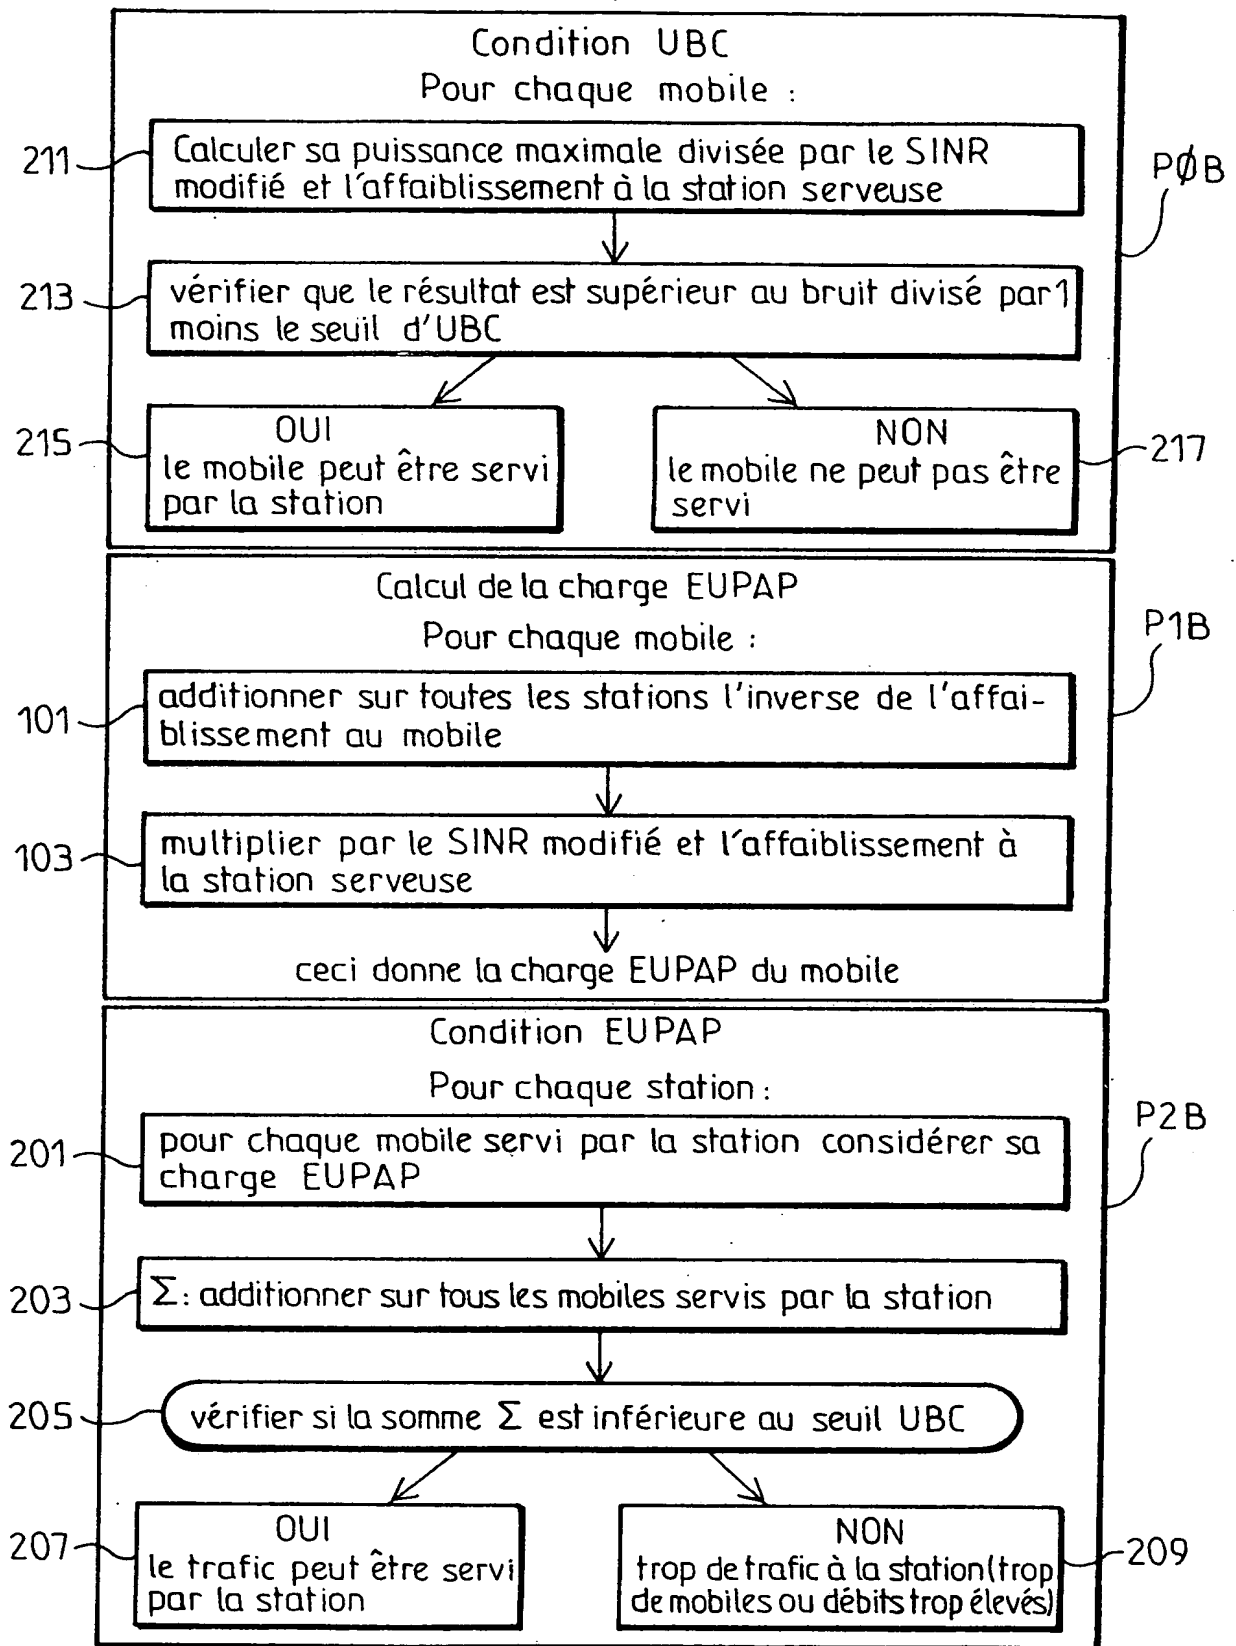 Condition UBC
Pour chaque mobile :
211
Calculer sa puissance maximale divisée par le SINR
modifié et l'affaiblissement à la station serveuse
PØB
213
vérifier que le résultat est supérieur au bruit divisé par 1
moins le seuil d'UBC
215
OUI
le mobile peut être servi
par la station
NON
le mobile ne peut pas être
servi
217
Calcul de la charge EUPAP
Pour chaque mobile :
P1B
101
additionner sur toutes les stations l'inverse de l'affai-
blissement au mobile
103
multiplier par le SINR modifié et l'affaiblissement à
la station serveuse
ceci donne la charge EUPAP du mobile
Condition EUPAP
Pour chaque station :
P2B
201
pour chaque mobile servi par la station considérer sa
charge EUPAP
203
Σ: additionner sur tous les mobiles servis par la station
205
vérifier si la somme Σ est inférieure au seuil UBC
207
OUI
le trafic peut être servi
par la station
NON
trop de trafic à la station (trop
de mobiles ou débits trop élevés)
209